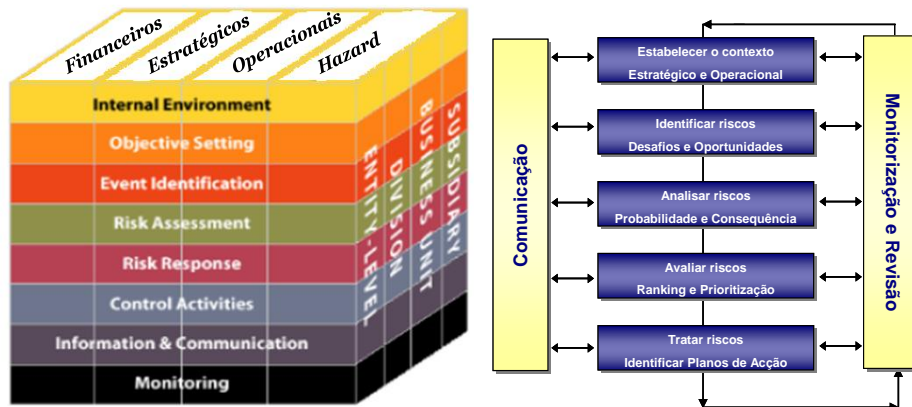 Financeiros
Estratégicos
Operacionais
Hazard
Internal Environment
Objective Setting
Event Identification
Risk Assessment
Risk Response
Control Activities
Information & Communication
Monitoring
ENTITY-LEVEL
DIVISION
BUSINESS UNIT
SUBSIDIARY
Comunicação
Estabelecer o contexto
Estratégico e Operacional
Identificar riscos
Desafios e Oportunidades
Analisar riscos
Probabilidade e Consequência
Avaliar riscos
Ranking e Prioritização
Tratar riscos
Identificar Planos de Acção
Monitorização e Revisão